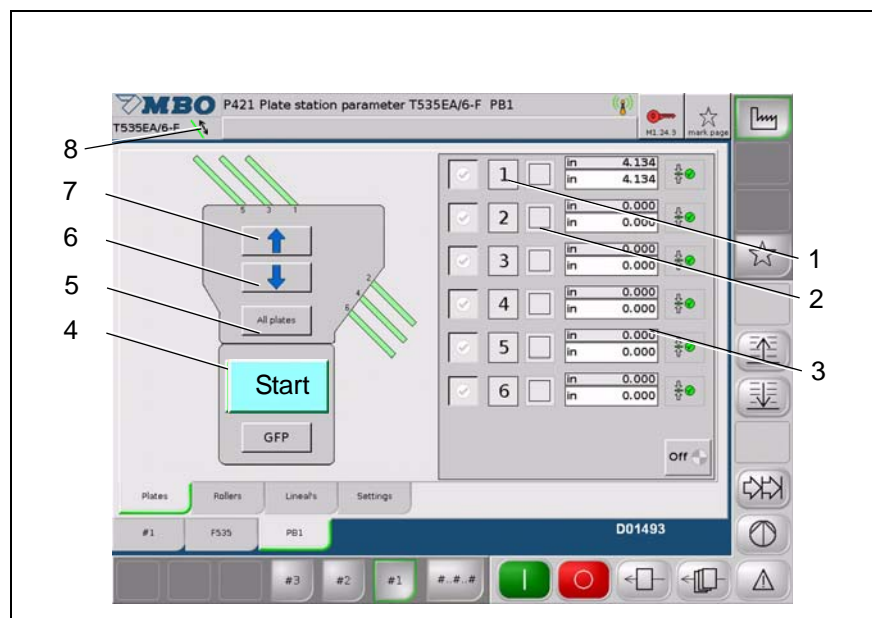 MBO P421 Plate station parameter T535EA/6-F PB1
T535EA/6-F
H1.24.3 mark page
8
7
6
5
4
5 3 1
2
4
6
All plates
Start
GFP
1 in 4.134
in 4.134
2 in 0.000
in 0.000
3 in 0.000
in 0.000
4 in 0.000
in 0.000
5 in 0.000
in 0.000
6 in 0.000
in 0.000
Off
1
2
3
Plates Rollers Lineal's Settings
#1 F535 PB1 D01493
#3 #2 #1 #..#..#